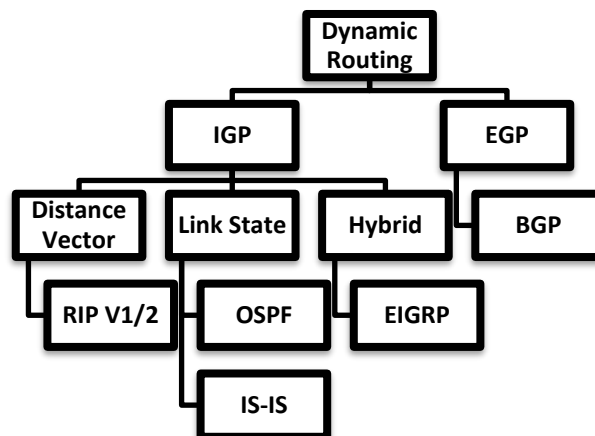 Dynamic
Routing
IGP
EGP
Distance
Vector
Link State
Hybrid
BGP
RIP V1/2
OSPF
EIGRP
IS-IS